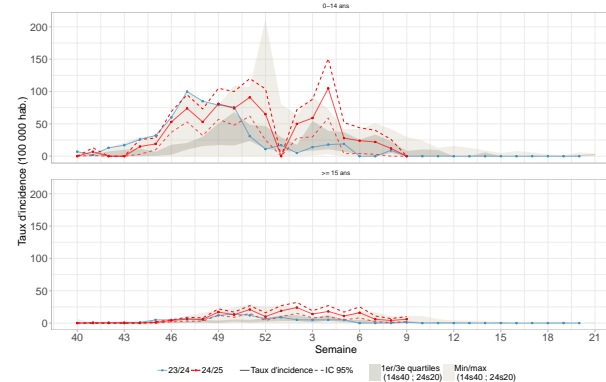 0−14 ans
200
150
100
50
0
>= 15 ans
200
150
100
50
0
Taux d'incidence (100 000 hab.)
40 43 46 49 52 3 6 9 12 15 18 21
Semaine
23/24 24/25 Taux d'incidence IC 95% 1er/3e quartiles (14s40 ; 24s20) Min/max (14s40 ; 24s20)